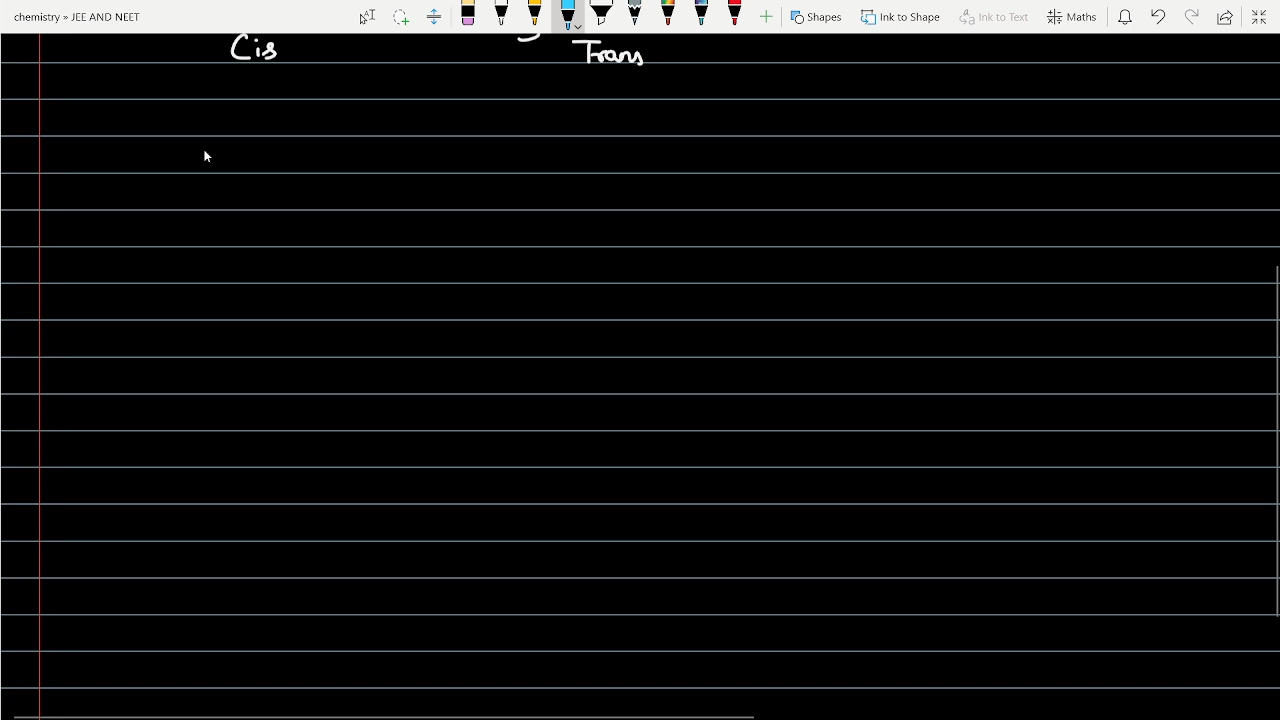 chemistry » JEE AND NEET
Shapes
Ink to Shape
Ink to Text
Maths
Cis
Trans